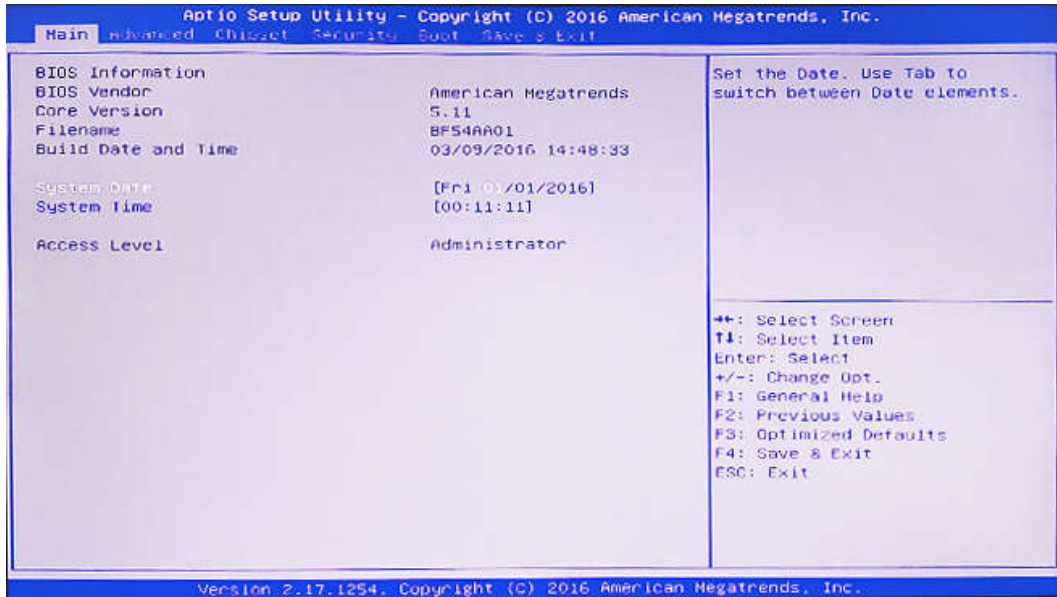 Aptio Setup Utility – Copyright (C) 2016 American Megatrends, Inc.
Main Advanced Chipset Security Boot Save & Exit
BIOS Information
BIOS Vendor American Megatrends
Core Version 5.11
Filename BF54AA01
Build Date and Time 03/09/2016 14:48:33
System Date [Fri 01/01/2016]
System Time [00:11:11]
Access Level Administrator
Set the Date. Use Tab to
switch between Date elements.
→←: Select Screen
↑↓: Select Item
Enter: Select
+/-: Change Opt.
F1: General Help
F2: Previous Values
F3: Optimized Defaults
F4: Save & Exit
ESC: Exit
Version 2.17.1254. Copyright (C) 2016 American Megatrends, Inc.